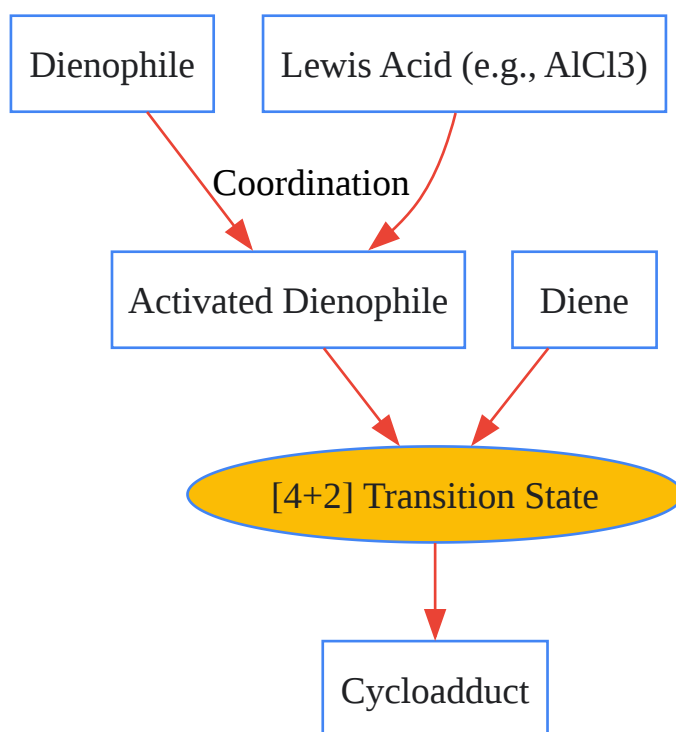 Dienophile
Lewis Acid (e.g., AlCl3)
Coordination
Activated Dienophile
Diene
[4+2] Transition State
Cycloadduct